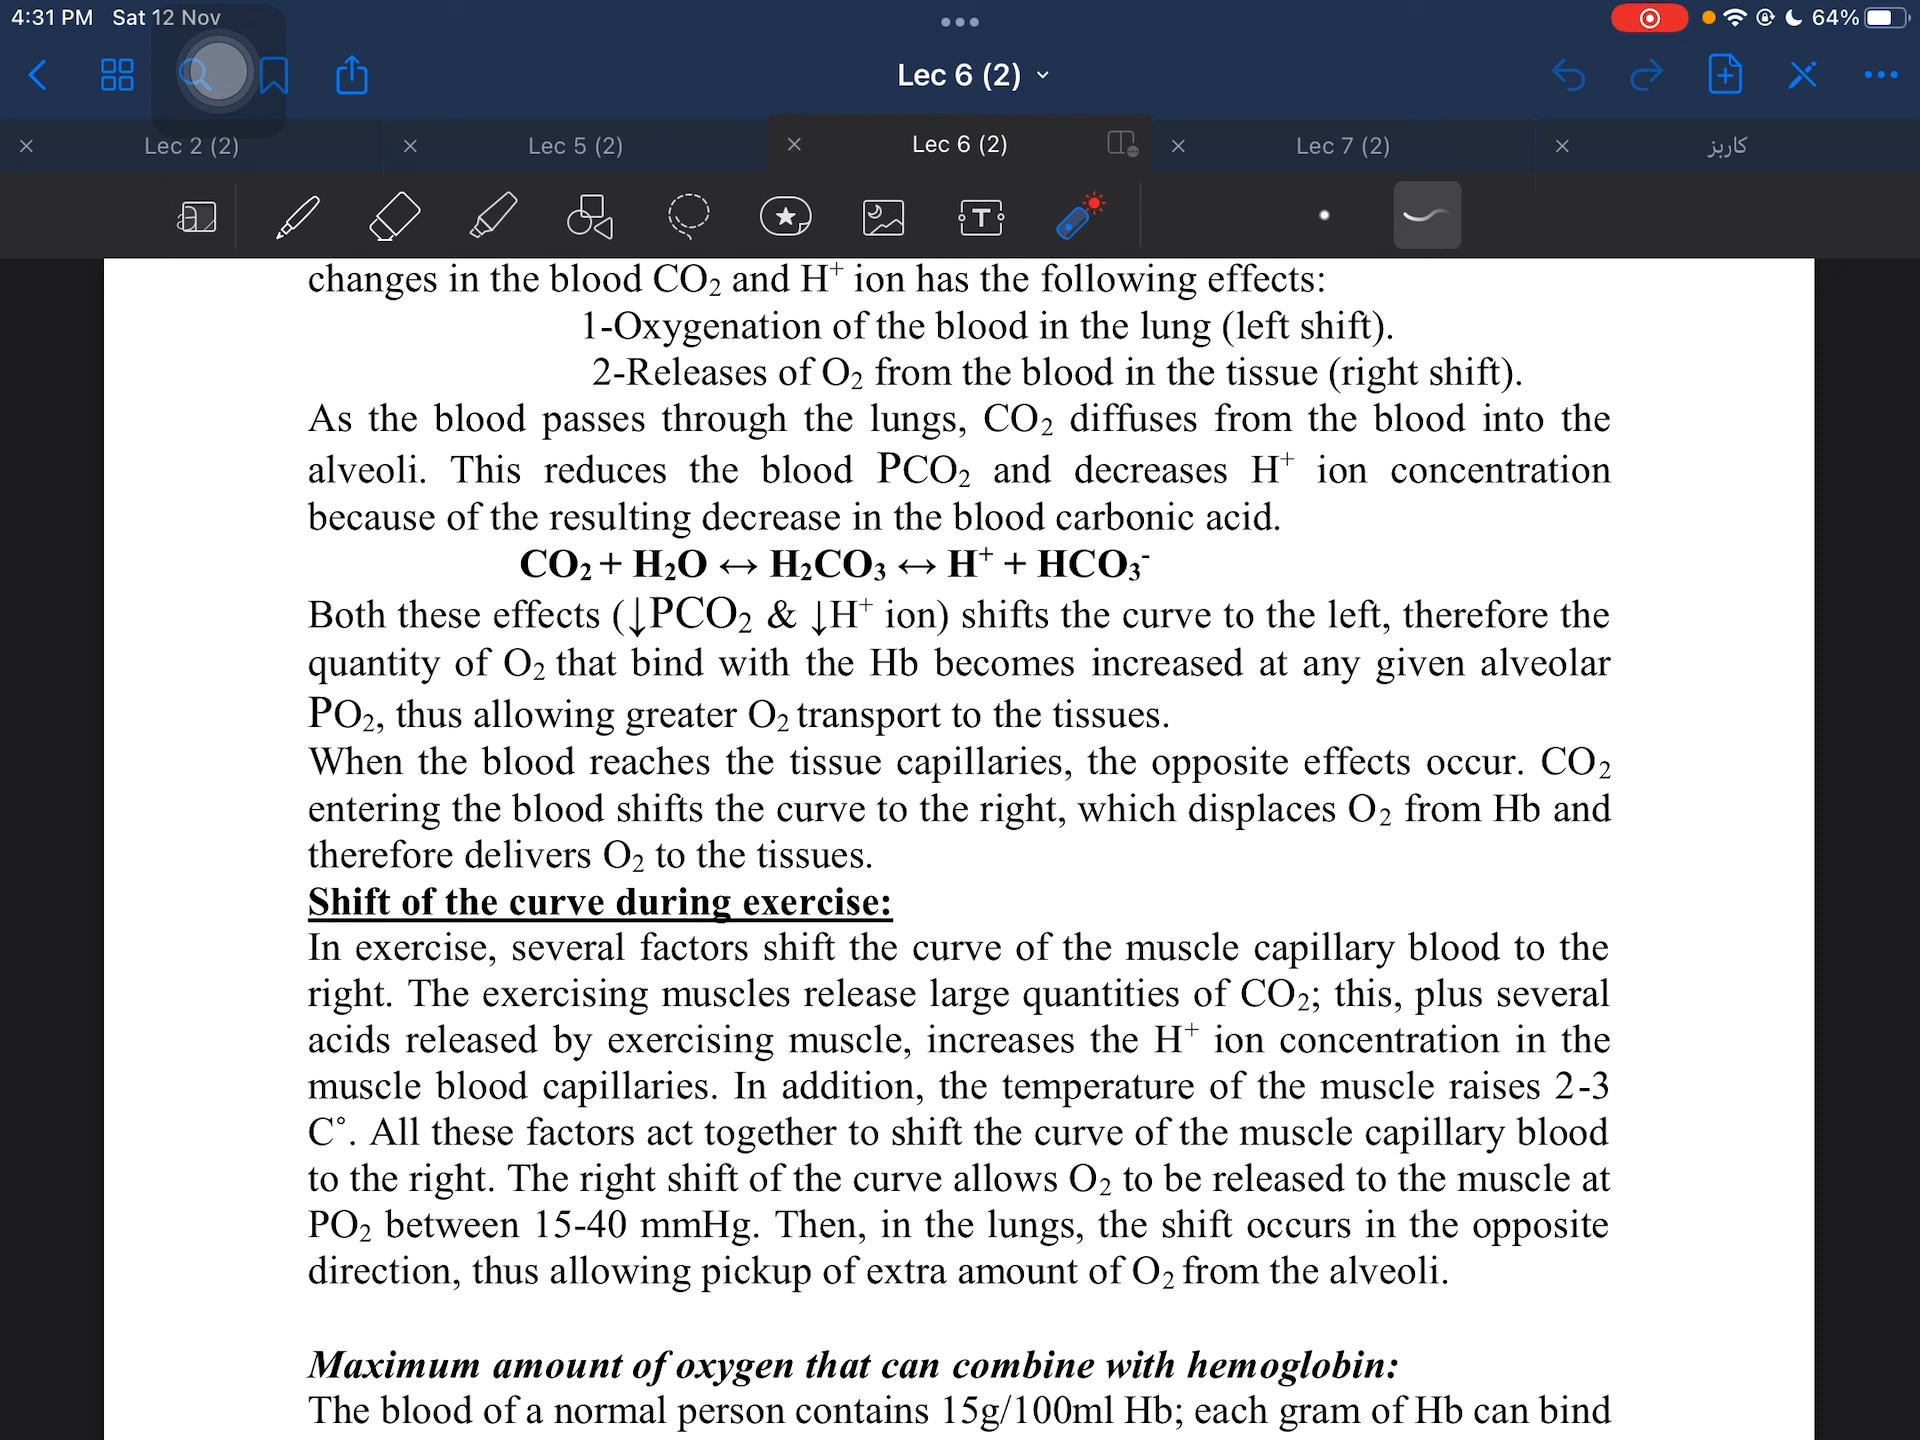 4:31 PM Sat 12 Nov
64%
Lec 6 (2)
Lec 2 (2)
Lec 5 (2)
Lec 6 (2)
Lec 7 (2)
كاربز
changes in the blood CO₂ and H⁺ ion has the following effects:
1-Oxygenation of the blood in the lung (left shift).
2-Releases of O₂ from the blood in the tissue (right shift).
As the blood passes through the lungs, CO₂ diffuses from the blood into the
alveoli. This reduces the blood PCO₂ and decreases H⁺ ion concentration
because of the resulting decrease in the blood carbonic acid.
CO₂ + H₂O ↔ H₂CO₃ ↔ H⁺ + HCO₃⁻
Both these effects (↓PCO₂ & ↓H⁺ ion) shifts the curve to the left, therefore the
quantity of O₂ that bind with the Hb becomes increased at any given alveolar
PO₂, thus allowing greater O₂ transport to the tissues.
When the blood reaches the tissue capillaries, the opposite effects occur. CO₂
entering the blood shifts the curve to the right, which displaces O₂ from Hb and
therefore delivers O₂ to the tissues.
Shift of the curve during exercise:
In exercise, several factors shift the curve of the muscle capillary blood to the
right. The exercising muscles release large quantities of CO₂; this, plus several
acids released by exercising muscle, increases the H⁺ ion concentration in the
muscle blood capillaries. In addition, the temperature of the muscle raises 2-3
C°. All these factors act together to shift the curve of the muscle capillary blood
to the right. The right shift of the curve allows O₂ to be released to the muscle at
PO₂ between 15-40 mmHg. Then, in the lungs, the shift occurs in the opposite
direction, thus allowing pickup of extra amount of O₂ from the alveoli.
Maximum amount of oxygen that can combine with hemoglobin:
The blood of a normal person contains 15g/100ml Hb; each gram of Hb can bind